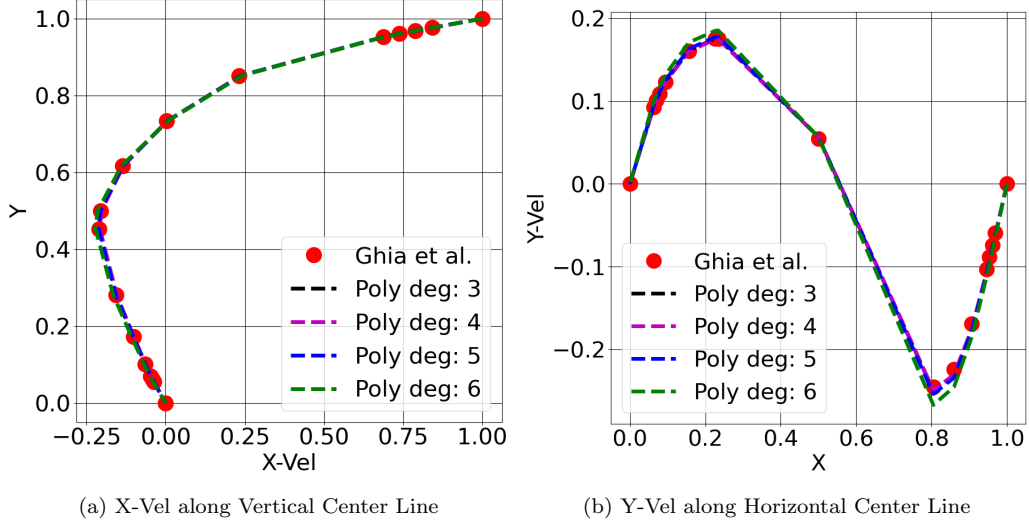 1.0
0.8
0.6
0.4
0.2
0.0
Y
−0.25 0.00 0.25 0.50 0.75 1.00
X-Vel
Ghia et al.
Poly deg: 3
Poly deg: 4
Poly deg: 5
Poly deg: 6
(a) X-Vel along Vertical Center Line
0.2
0.1
0.0
−0.1
−0.2
Y-Vel
0.0 0.2 0.4 0.6 0.8 1.0
X
Ghia et al.
Poly deg: 3
Poly deg: 4
Poly deg: 5
Poly deg: 6
(b) Y-Vel along Horizontal Center Line